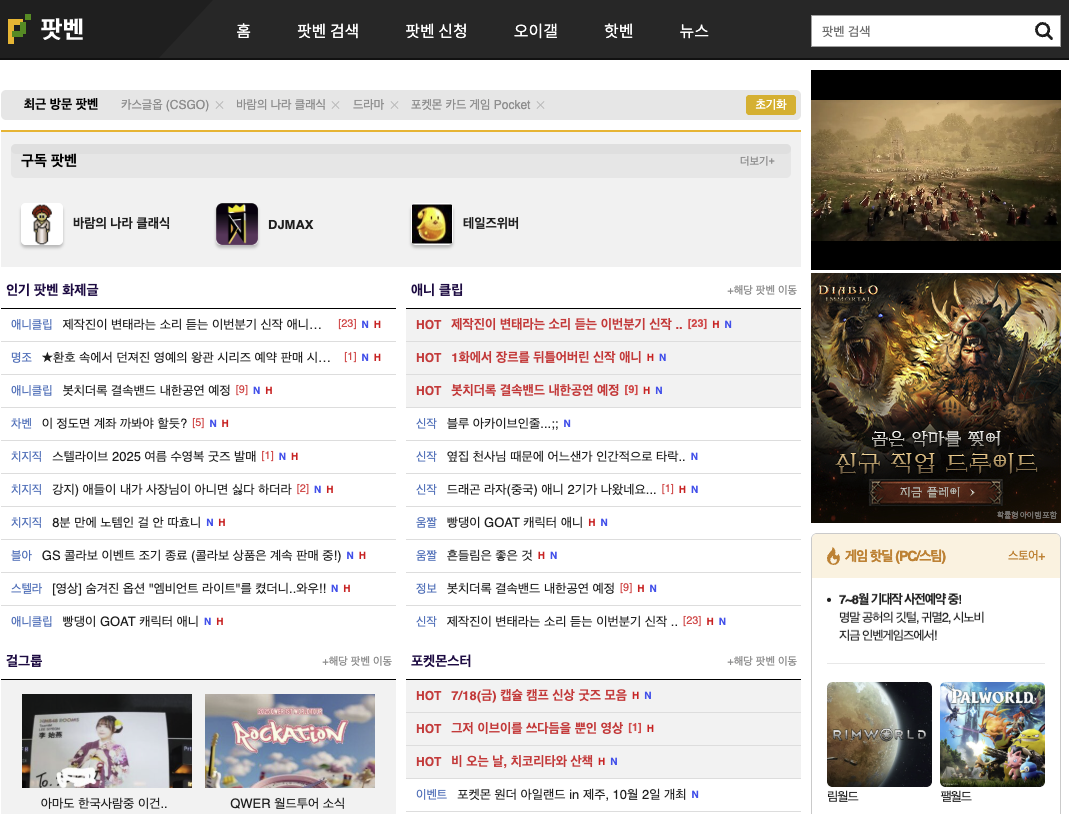 팟벤
홈 팟벤 검색 팟벤 신청 오이갤 핫벤 뉴스
팟벤 검색
최근 방문 팟벤 카스글옵 (CSGO) × 바람의 나라 클래식 × 드라마 × 포켓몬 카드 게임 Pocket × 초기화
구독 팟벤 더보기+
바람의 나라 클래식 DJMAX 테일즈위버
인기 팟벤 화제글
애니클립 제작진이 변태라는 소리 듣는 이번분기 신작 애니... [23] N H
명조 ★환호 속에서 던져진 영예의 왕관 시리즈 예약 판매 시... [1] N H
애니클립 봇치더록 결속밴드 내한공연 예정 [9] N H
차벤 이 정도면 계좌 까봐야 할듯? [5] N H
치지직 스텔라이브 2025 여름 수영복 굿즈 발매 [1] N H
치지직 강지) 애들이 내가 사장님이 아니면 싫다 하더라 [2] N H
치지직 8분 만에 노템인 걸 안 따효니 N H
블아 GS 콜라보 이벤트 조기 종료 (콜라보 상품은 계속 판매 중!) N H
스텔라 [영상] 숨겨진 옵션 "엠비언트 라이트"를 켰더니..와우!! N H
애니클립 빵댕이 GOAT 캐릭터 애니 N H
애니 클립 +해당 팟벤 이동
HOT 제작진이 변태라는 소리 듣는 이번분기 신작 .. [23] H N
HOT 1화에서 장르를 뒤틀어버린 신작 애니 H N
HOT 봇치더록 결속밴드 내한공연 예정 [9] H N
신작 블루 아카이브인줄...;; N
신작 옆집 천사님 때문에 어느샌가 인간적으로 타락.. N
신작 드래곤 라자(중국) 애니 2기가 나왔네요... [1] H N
움짤 빵댕이 GOAT 캐릭터 애니 H N
움짤 흔들림은 좋은 것 H N
정보 봇치더록 결속밴드 내한공연 예정 [9] H N
신작 제작진이 변태라는 소리 듣는 이번분기 신작 .. [23] H N
걸그룹 +해당 팟벤 이동
To.
ROCKATION
아마도 한국사람중 이건.. QWER 월드투어 소식
포켓몬스터 +해당 팟벤 이동
HOT 7/18(금) 캡슐 캠프 신상 굿즈 모음 H N
HOT 그저 이브이를 쓰다듬을 뿐인 영상 [1] H
HOT 비 오는 날, 치코리타와 산책 H N
이벤트 포켓몬 원더 아일랜드 in 제주, 10월 2일 개최 N
DIABLO
IMMORTAL
곰은 악마를 찢어
신규 직업 드루이드
지금 플레이 ›
확률형 아이템 포함
게임 핫딜 (PC/스팀) 스토어+
• 7~8월 기대작 사전예약 중!
명말 공허의 깃털, 귀멸2, 시노비
지금 인벤게임즈에서!
RIMWORLD PALWORLD
림월드 팰월드